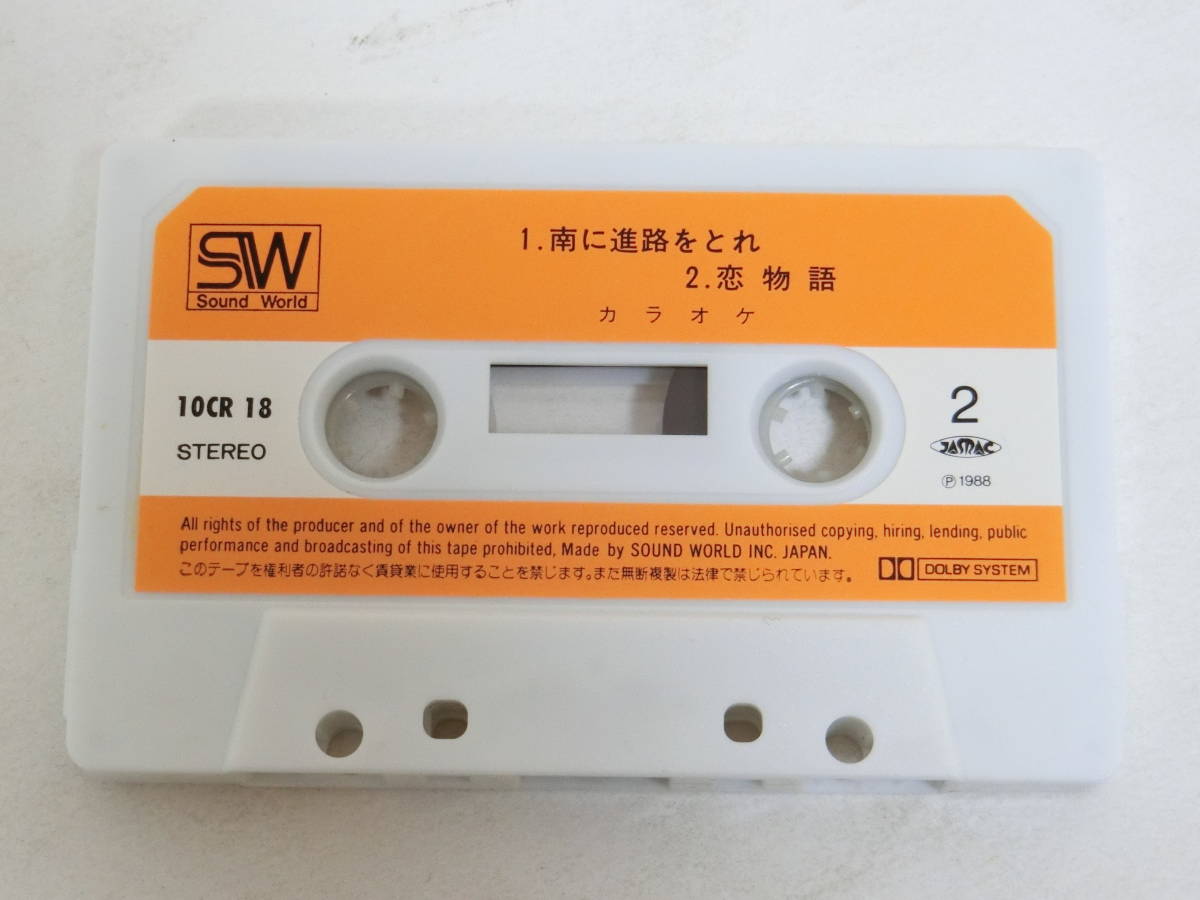 SW
Sound World
1.南に進路をとれ
2.恋物語
カラオケ
10CR 18
STEREO
2
JASRAC
Ⓟ1988
All rights of the producer and of the owner of the work reproduced reserved. Unauthorised copying, hiring, lending, public
performance and broadcasting of this tape prohibited, Made by SOUND WORLD INC. JAPAN.
このテープを権利者の許諾なく賃貸業に使用することを禁じます。また無断複製は法律で禁じられています。
DOLBY SYSTEM